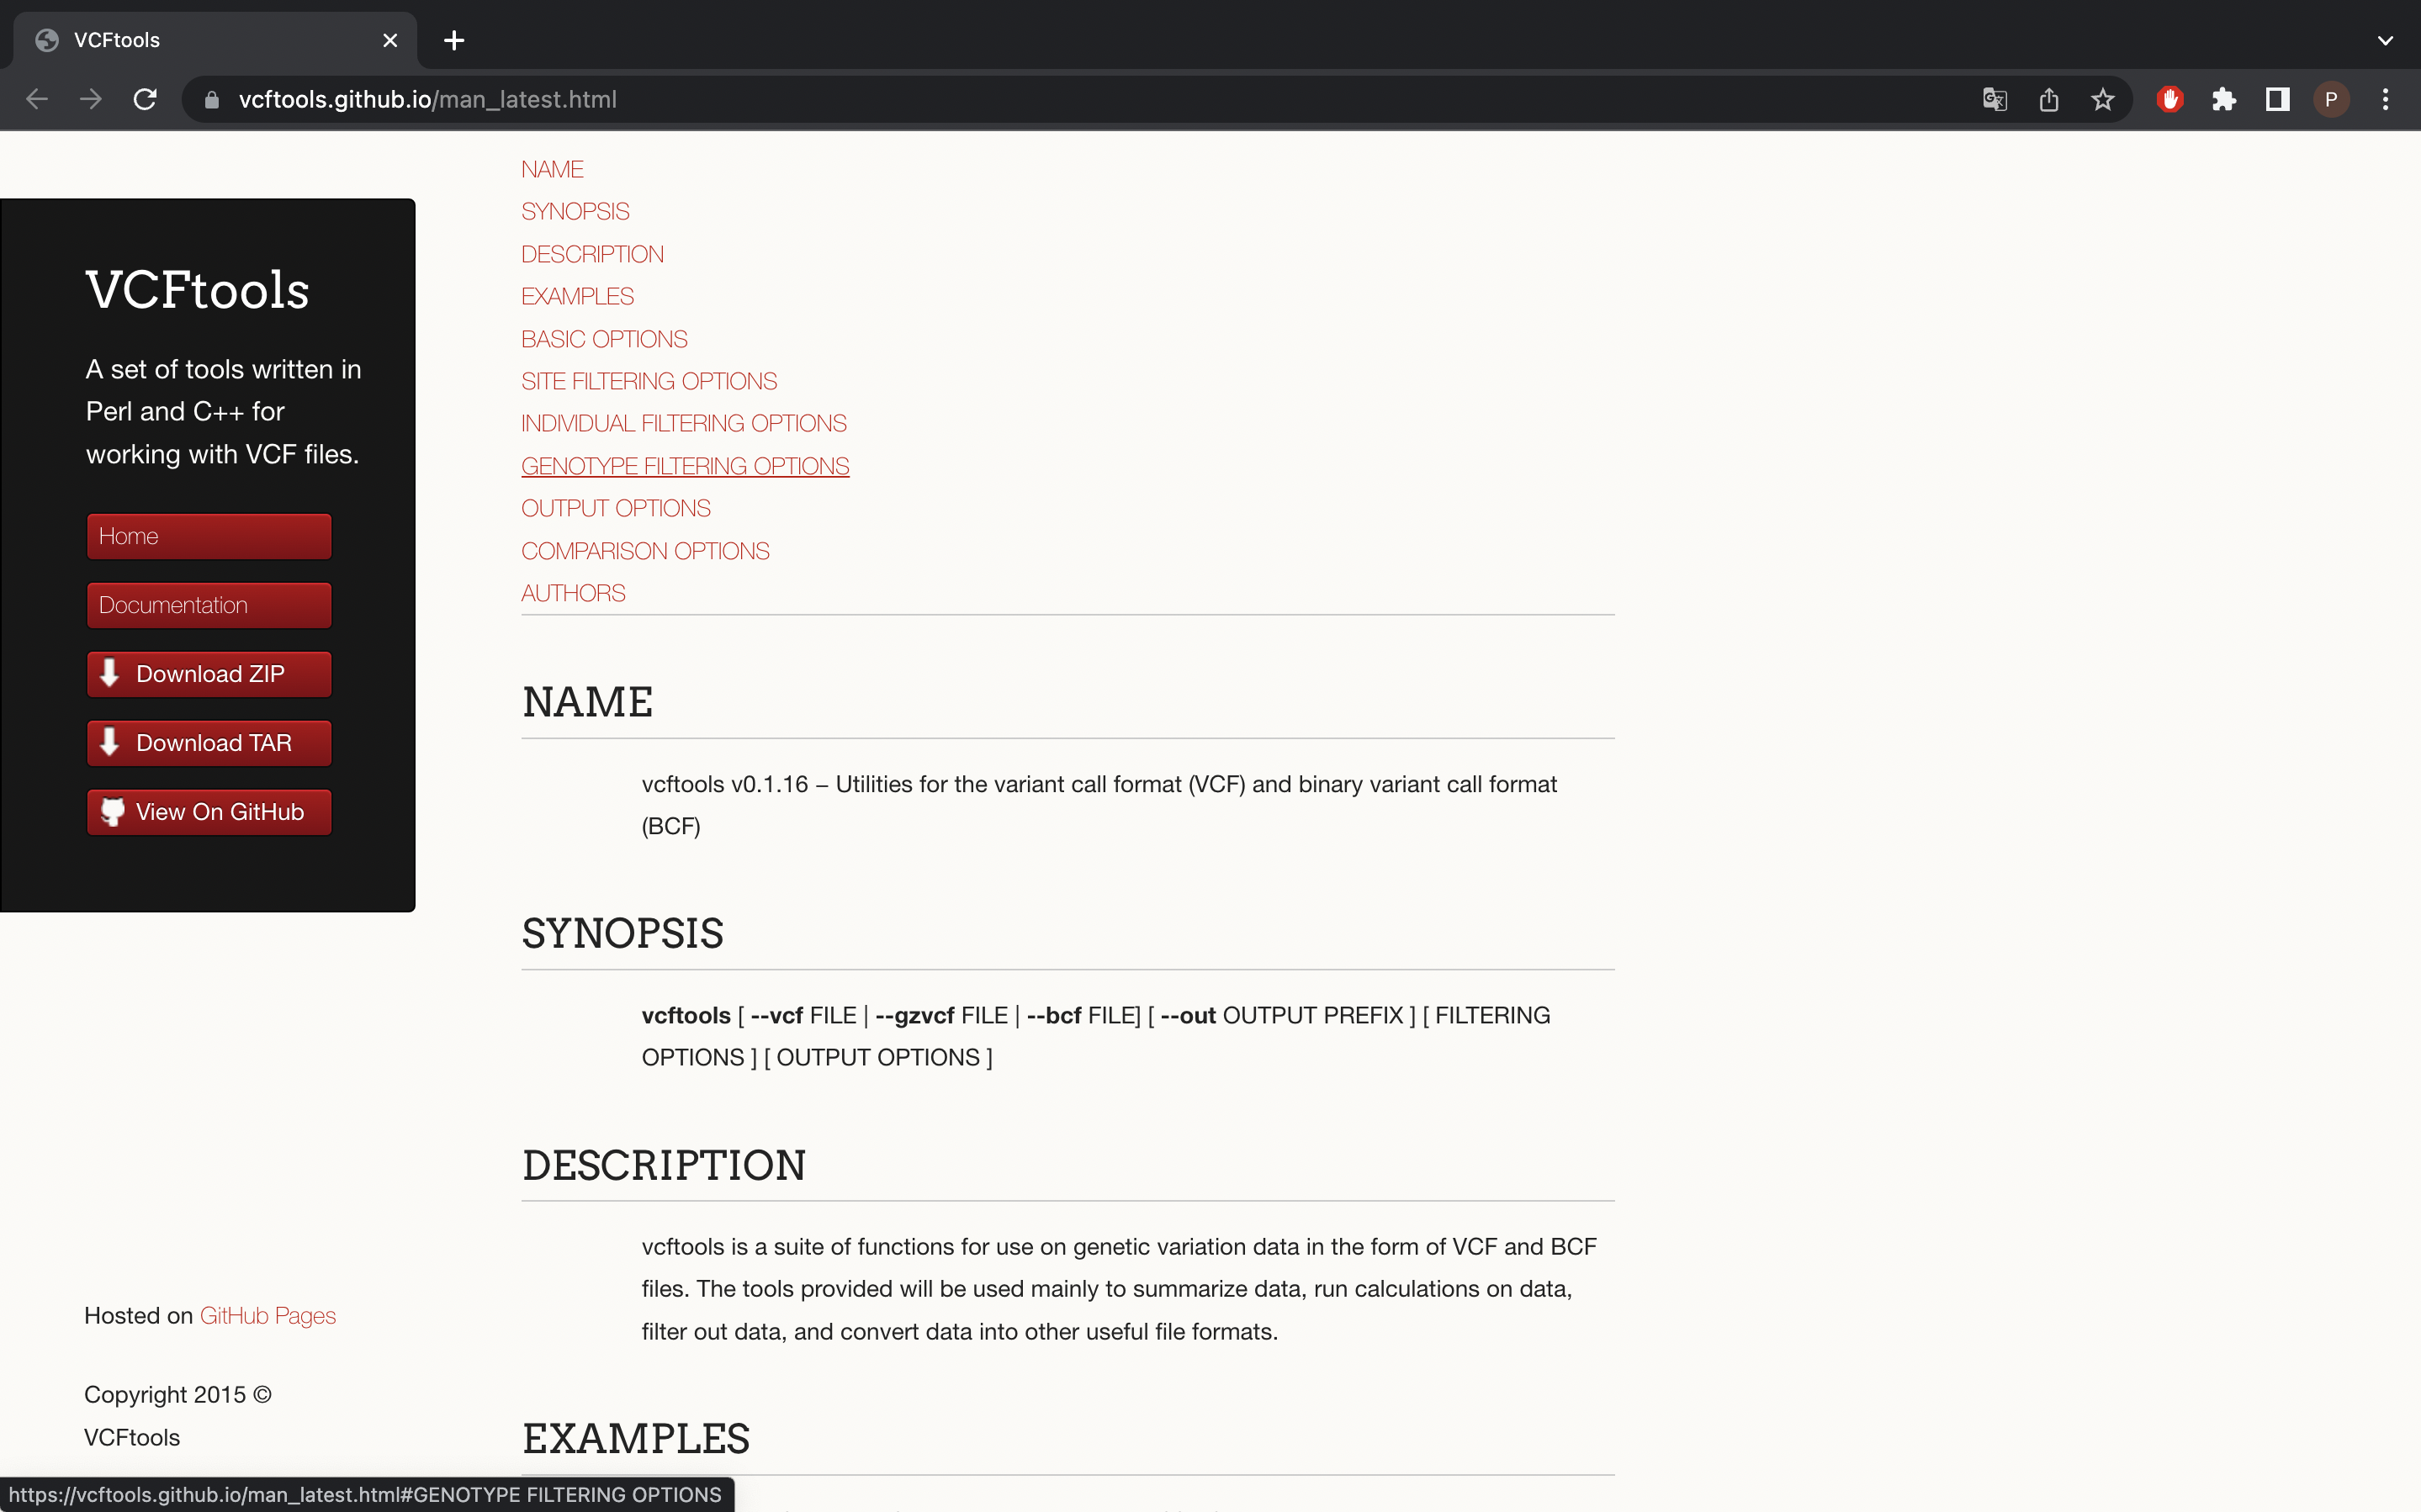 VCFtools
vcftools.github.io/man_latest.html
P
VCFtools
A set of tools written in
Perl and C++ for
working with VCF files.
Home
Documentation
Download ZIP
Download TAR
View On GitHub
Hosted on GitHub Pages
Copyright 2015 ©
VCFtools
NAME
SYNOPSIS
DESCRIPTION
EXAMPLES
BASIC OPTIONS
SITE FILTERING OPTIONS
INDIVIDUAL FILTERING OPTIONS
GENOTYPE FILTERING OPTIONS
OUTPUT OPTIONS
COMPARISON OPTIONS
AUTHORS
NAME
vcftools v0.1.16 – Utilities for the variant call format (VCF) and binary variant call format
(BCF)
SYNOPSIS
vcftools [ --vcf FILE | --gzvcf FILE | --bcf FILE] [ --out OUTPUT PREFIX ] [ FILTERING
OPTIONS ] [ OUTPUT OPTIONS ]
DESCRIPTION
vcftools is a suite of functions for use on genetic variation data in the form of VCF and BCF
files. The tools provided will be used mainly to summarize data, run calculations on data,
filter out data, and convert data into other useful file formats.
EXAMPLES
https://vcftools.github.io/man_latest.html#GENOTYPE FILTERING OPTIONS